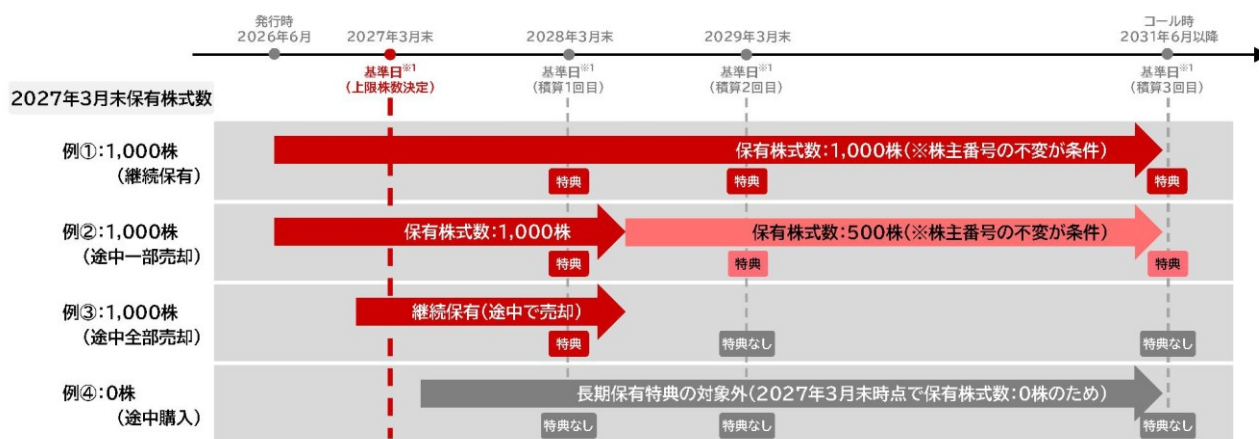 発行時
2026年6月
2027年3月末
2028年3月末
2029年3月末
コール時
2031年6月以降
基準日※1
(上限株数決定)
基準日※1
(積算1回目)
基準日※1
(積算2回目)
基準日※1
(積算3回目)
2027年3月末保有株式数
例①:1,000株
(継続保有)
保有株式数:1,000株(※株主番号の不変が条件)
特典
特典
特典
例②:1,000株
(途中一部売却)
保有株式数:1,000株
保有株式数:500株(※株主番号の不変が条件)
特典
特典
特典
例③:1,000株
(途中全部売却)
継続保有(途中で売却)
特典
特典なし
特典なし
例④:0株
(途中購入)
長期保有特典の対象外(2027年3月末時点で保有株式数:0株のため)
特典なし
特典なし
特典なし